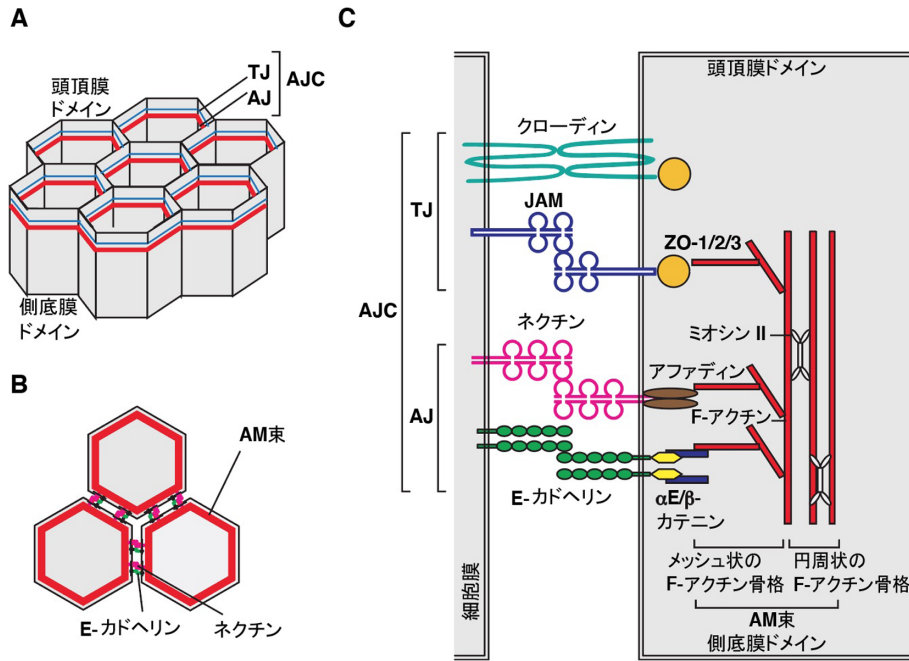 A
TJ
AJ
AJC
頭頂膜
ドメイン
側底膜
ドメイン
B
AM束
E-カドヘリン
ネクチン
C
頭頂膜ドメイン
クローディン
TJ
JAM
ZO-1/2/3
AJC
ネクチン
ミオシン II
アファディン
AJ
F-アクチン
E-カドヘリン
αE/β-
カテニン
細胞膜
メッシュ状の
F-アクチン骨格
円周状の
F-アクチン骨格
AM束
側底膜ドメイン